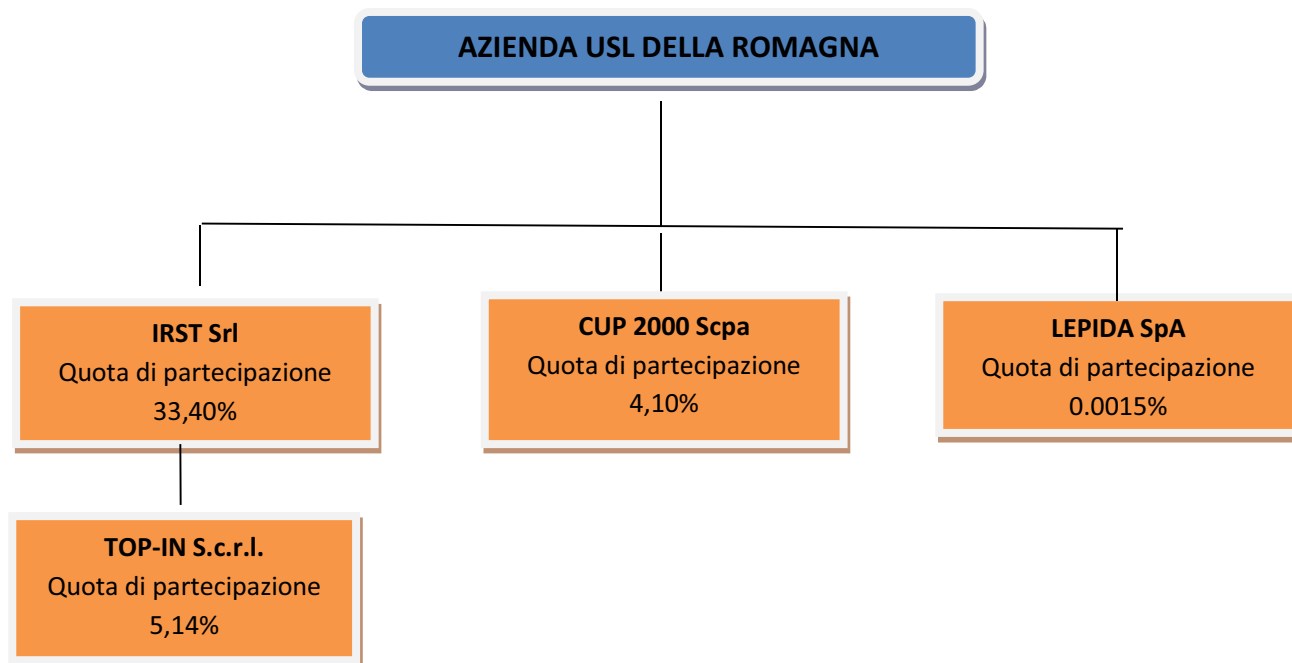 AZIENDA USL DELLA ROMAGNA
IRST Srl
Quota di partecipazione
33,40%
CUP 2000 Scpa
Quota di partecipazione
4,10%
LEPIDA SpA
Quota di partecipazione
0.0015%
TOP-IN S.c.r.l.
Quota di partecipazione
5,14%